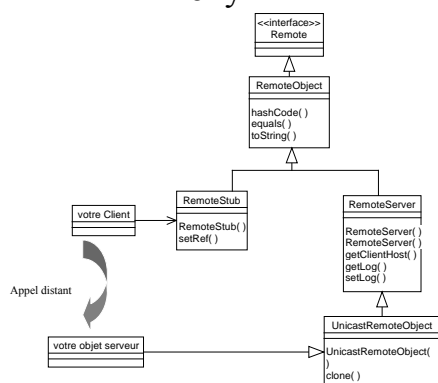 <<interface>>
Remote
RemoteObject
hashCode( )
equals( )
toString( )
RemoteStub
RemoteStub( )
setRef( )
votre Client
RemoteServer
RemoteServer( )
RemoteServer( )
getClientHost( )
getLog( )
setLog( )
Appel distant
UnicastRemoteObject
UnicastRemoteObject(
)
clone( )
votre objet serveur